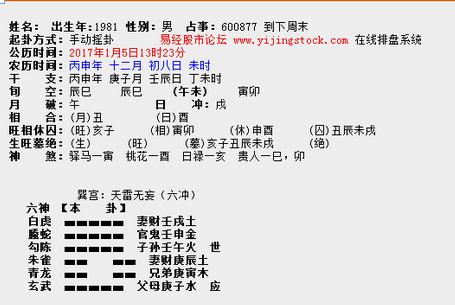 姓名： 出生年:1981 性别：男 占事：600877 到下周末
起卦方式：手动摇卦 易经股市论坛 www.yijingstock.com 在线排盘系统
公历时间：2017年1月5日13时23分
农历时间：丙申年 十二月 初八日 未时
干 支：丙申年 庚子月 壬辰日 丁未时
旬 空：辰巳 辰巳 (午未) 寅卯
月 破：午 日 冲：戌
相 合：(月)丑 (日)酉
旺相休囚：(旺)亥子 (相)寅卯 (休)申酉 (囚)丑辰未戌
生旺墓绝：(生) (旺) (墓)亥子丑辰未戌 (绝)
神 煞：驿马—寅 桃花—酉 日禄—亥 贵人—巳，卯
巽宫：天雷无妄（六冲）
六神 【本 卦】
白虎 妻财壬戌土
螣蛇 官鬼壬申金
勾陈 子孙壬午火 世
朱雀 妻财庚辰土
青龙 兄弟庚寅木
玄武 父母庚子水 应